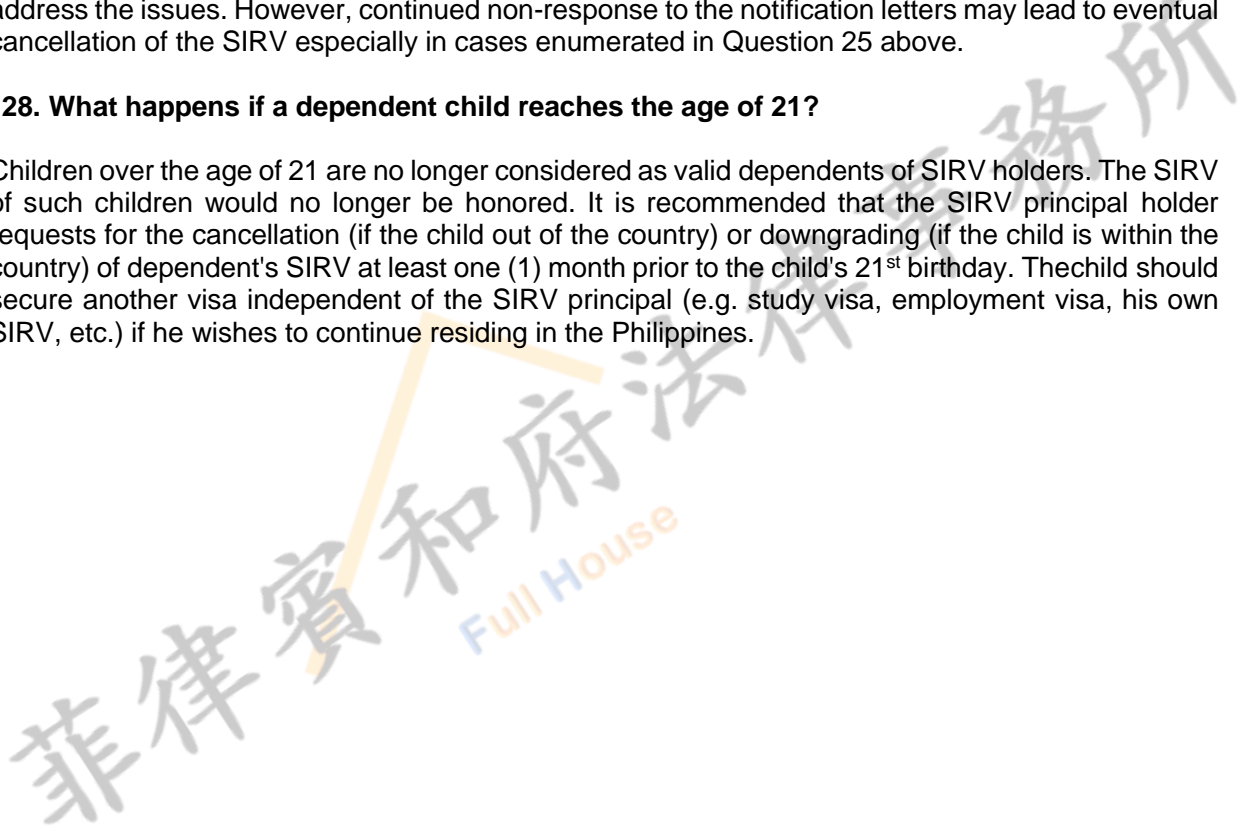 address the issues. However, continued non-response to the notification letters may lead to eventual
cancellation of the SIRV especially in cases enumerated in Question 25 above.
28. What happens if a dependent child reaches the age of 21?
Children over the age of 21 are no longer considered as valid dependents of SIRV holders. The SIRV
of such children would no longer be honored. It is recommended that the SIRV principal holder
requests for the cancellation (if the child out of the country) or downgrading (if the child is within the
country) of dependent's SIRV at least one (1) month prior to the child's 21st birthday. Thechild should
secure another visa independent of the SIRV principal (e.g. study visa, employment visa, his own
SIRV, etc.) if he wishes to continue residing in the Philippines.
菲律賓和府法律事務所
Full House